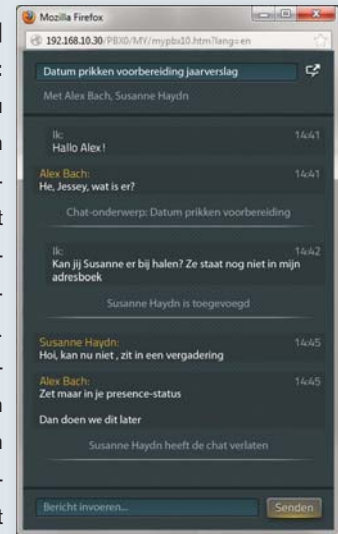 Mozilla Firefox
192.168.10.30/PBX0/MY/mypbx10.htm?lang=en
Datum prikken voorbereiding jaarverslag
Met Alex Bach, Susanne Haydn
Ik: 14:41
Hallo Alex!
Alex Bach: 14:41
He, Jessey, wat is er?
Chat-onderwerp: Datum prikken voorbereiding
Ik: 14:42
Kan jij Susanne er bij halen? Ze staat nog niet in mijn
adresboek
Susanne Haydn is toegevoegd
Susanne Haydn: 14:45
Hoi, kan nu niet , zit in een vergadering
Alex Bach: 14:45
Zet maar in je presence-status
Dan doen we dit later
Susanne Haydn heeft de chat verlaten
Bericht invoeren... Senden